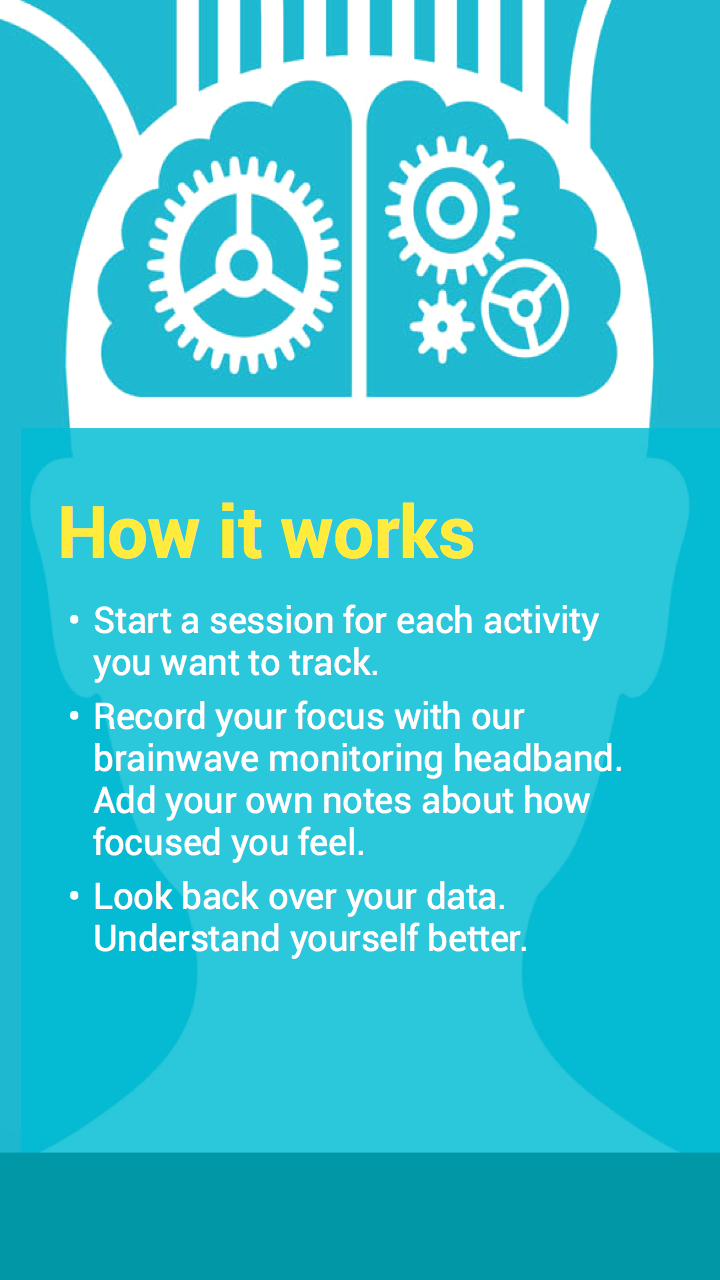 How it works
• Start a session for each activity
you want to track.
• Record your focus with our
brainwave monitoring headband.
Add your own notes about how
focused you feel.
• Look back over your data.
Understand yourself better.